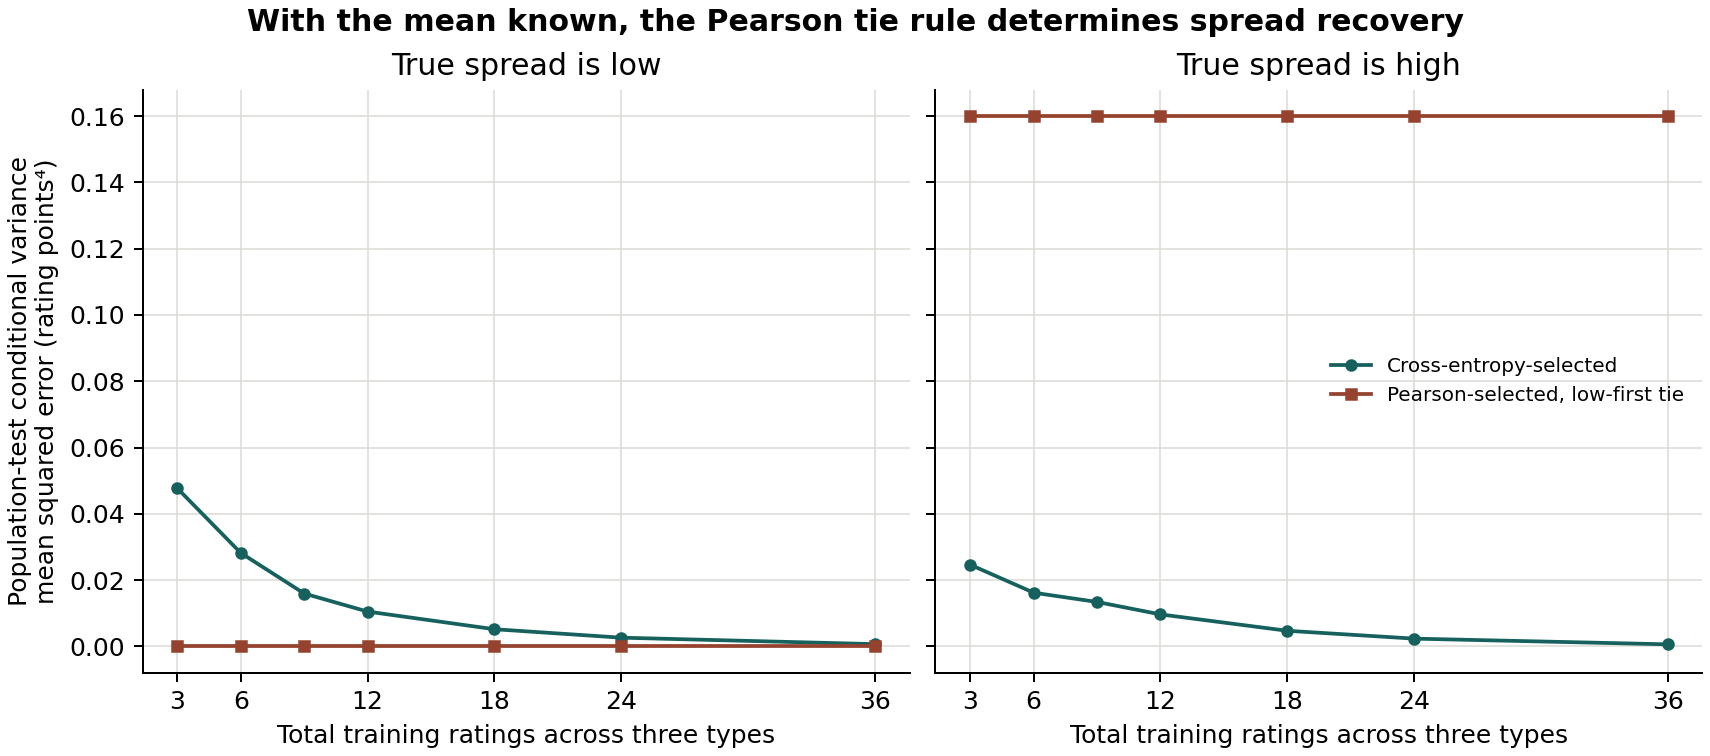 With the mean known, the Pearson tie rule determines spread recovery
True spread is low
True spread is high
Population-test conditional variance
mean squared error (rating points⁴)
0.16
0.14
0.12
0.10
0.08
0.06
0.04
0.02
0.00
Cross-entropy-selected
Pearson-selected, low-first tie
3 6 12 18 24 36
3 6 12 18 24 36
Total training ratings across three types
Total training ratings across three types